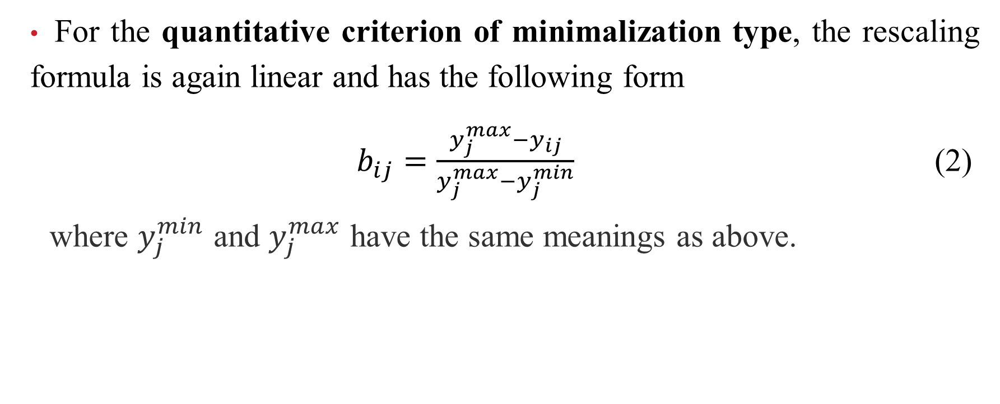 • For the quantitative criterion of minimalization type, the rescaling
formula is again linear and has the following form
b_{ij} = \frac{y_j^{max} - y_{ij}}{y_j^{max} - y_j^{min}} (2)
where y_j^{min} and y_j^{max} have the same meanings as above.